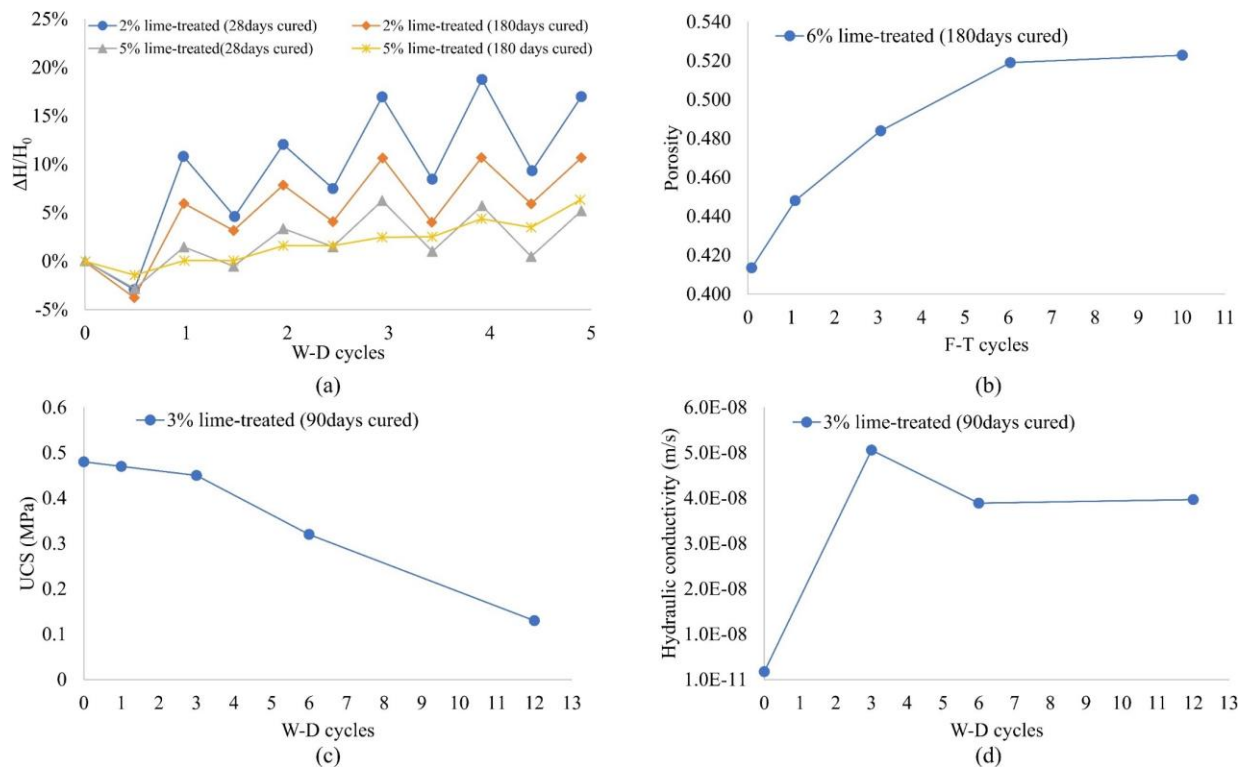 2% lime-treated (28days cured)
2% lime-treated (180days cured)
5% lime-treated(28days cured)
5% lime-treated (180 days cured)
25%
20%
15%
10%
5%
0%
-5%
ΔH/H₀
0 1 2 3 4 5
W-D cycles
(a)
6% lime-treated (180days cured)
0.540
0.520
0.500
0.480
0.460
0.440
0.420
0.400
Porosity
0 1 2 3 4 5 6 7 8 9 10 11
F-T cycles
(b)
3% lime-treated (90days cured)
0.6
0.5
0.4
0.3
0.2
0.1
0
UCS (MPa)
0 1 2 3 4 5 6 7 8 9 10 11 12 13
W-D cycles
(c)
3% lime-treated (90days cured)
6.0E-08
5.0E-08
4.0E-08
3.0E-08
2.0E-08
1.0E-08
1.0E-11
Hydraulic conductivity (m/s)
0 1 2 3 4 5 6 7 8 9 10 11 12 13
W-D cycles
(d)